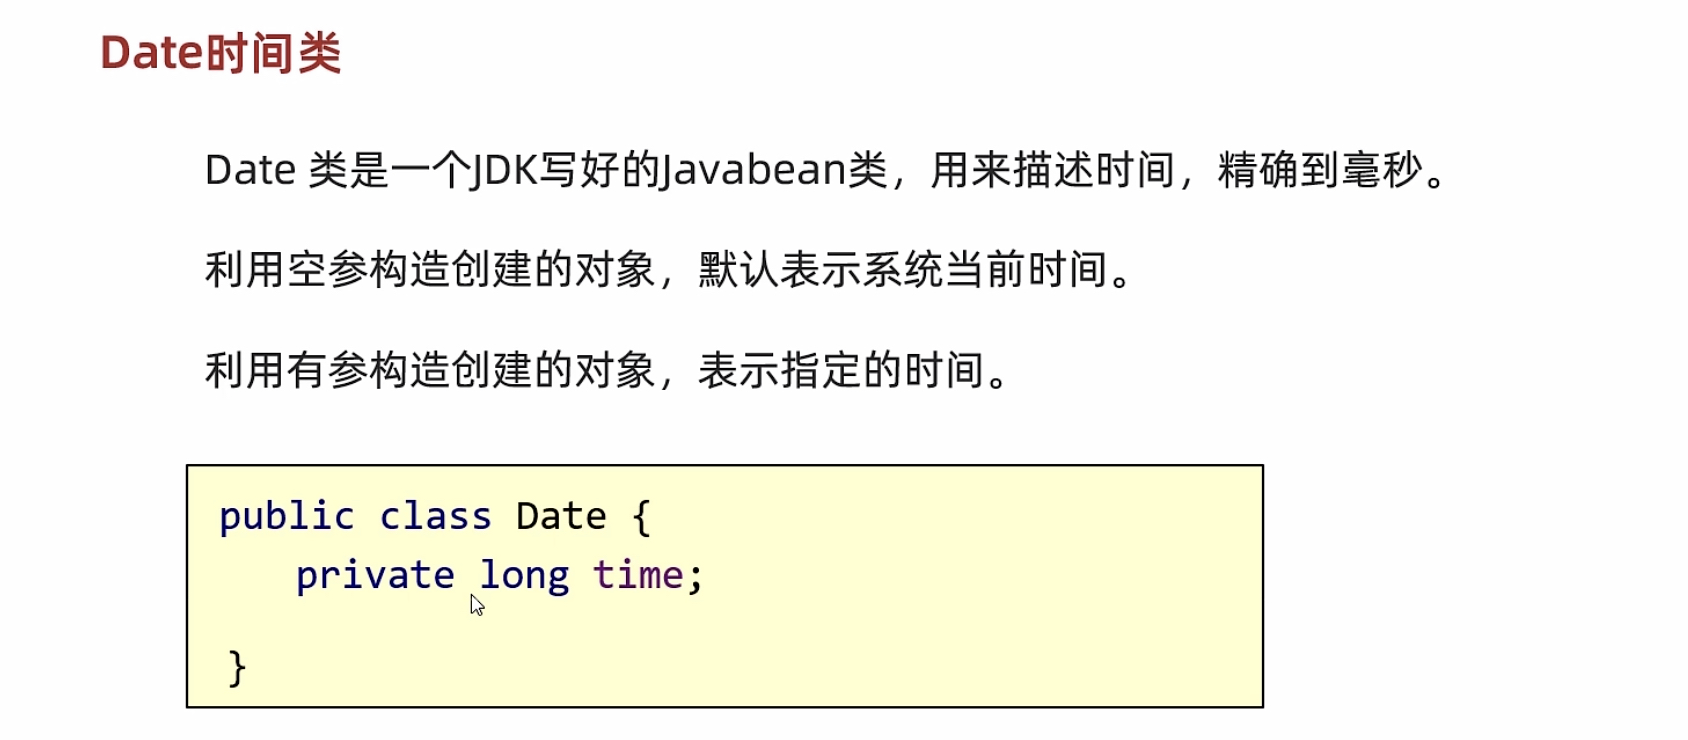 Date时间类
Date 类是一个JDK写好的Javabean类，用来描述时间，精确到毫秒。
利用空参构造创建的对象，默认表示系统当前时间。
利用有参构造创建的对象，表示指定的时间。
public class Date {
private long time;
}